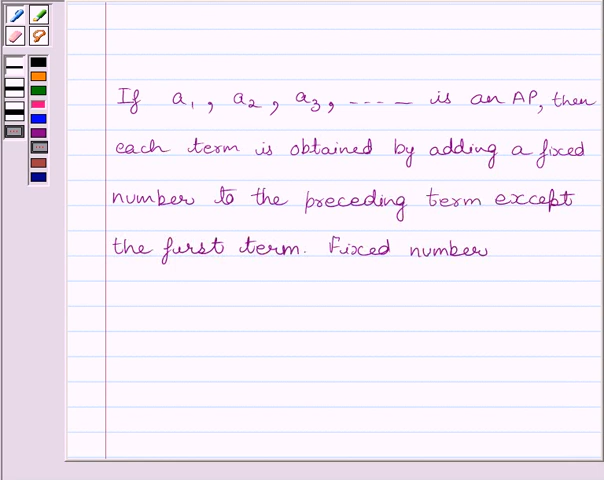 If a₁, a₂, a₃, ---- is an AP, then
each term is obtained by adding a fixed
number to the preceding term except
the first term. Fixed number